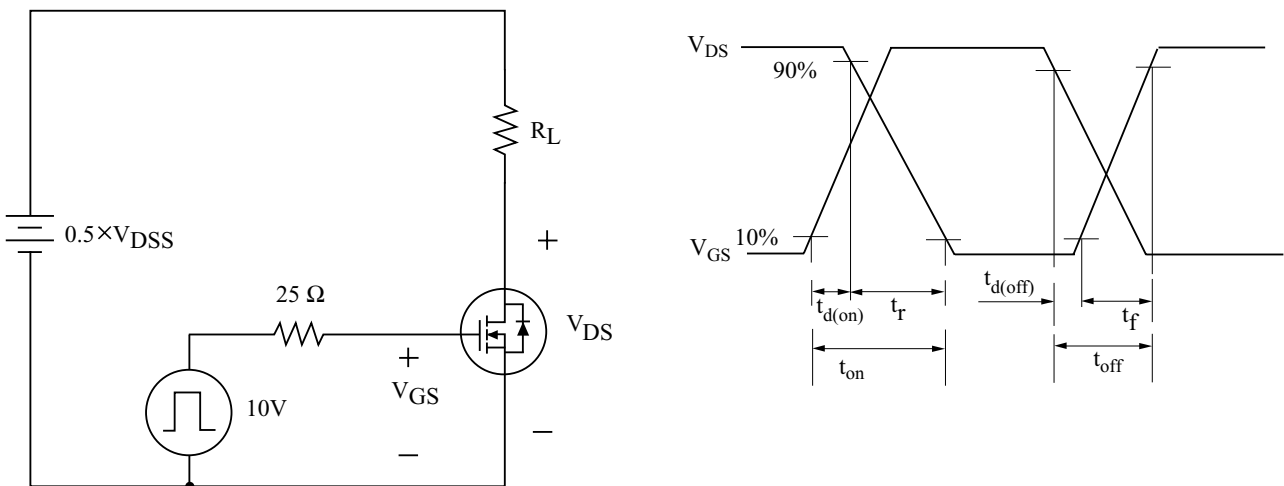 R_L
0.5×V_DSS
+
25 Ω
V_DS
+
V_GS
10V
−
−
V_DS
90%
V_GS
10%
t_d(on)
t_r
t_on
t_d(off)
t_f
t_off